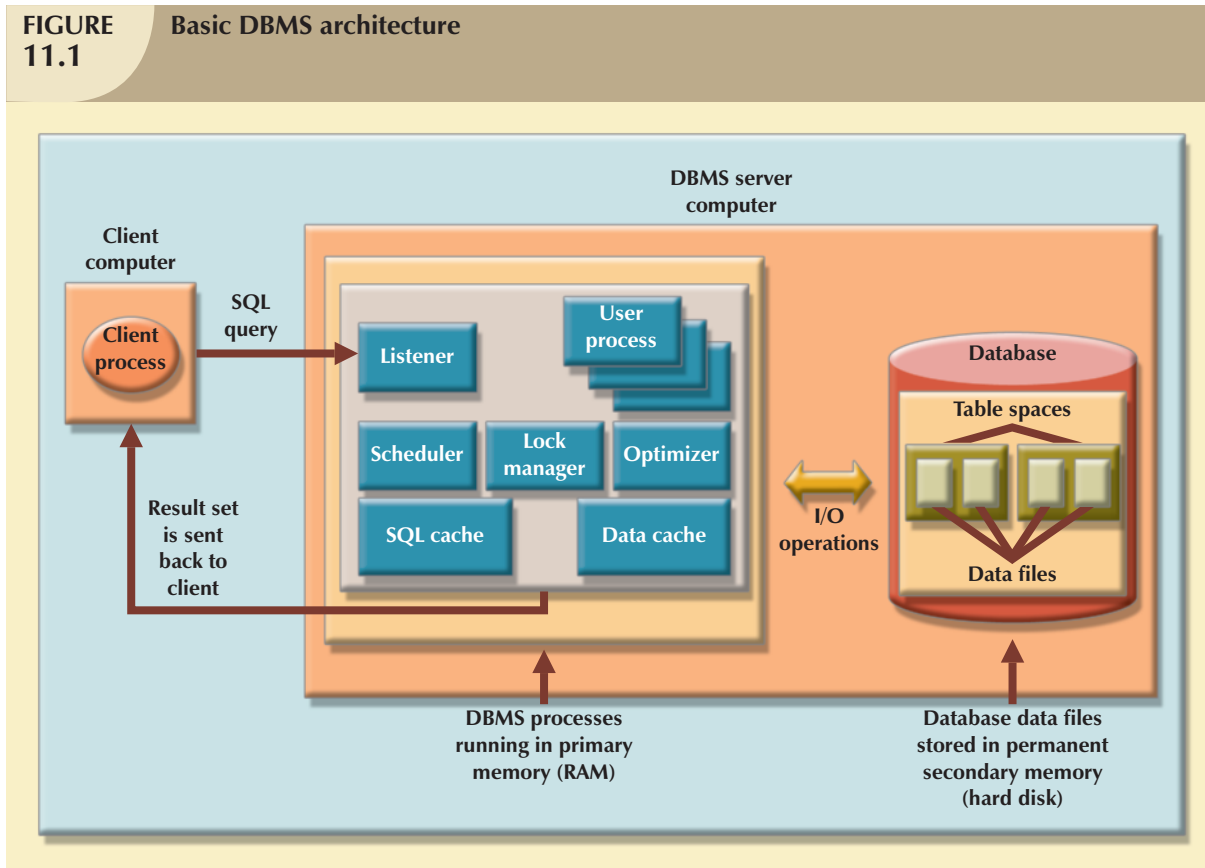 FIGURE
11.1
Basic DBMS architecture
DBMS server
computer
Client
computer
SQL
query
Client
process
Listener
User
process
Database
Table spaces
Scheduler
Lock
manager
Optimizer
I/O
operations
Result set
is sent
back to
client
SQL cache
Data cache
Data files
DBMS processes
running in primary
memory (RAM)
Database data files
stored in permanent
secondary memory
(hard disk)